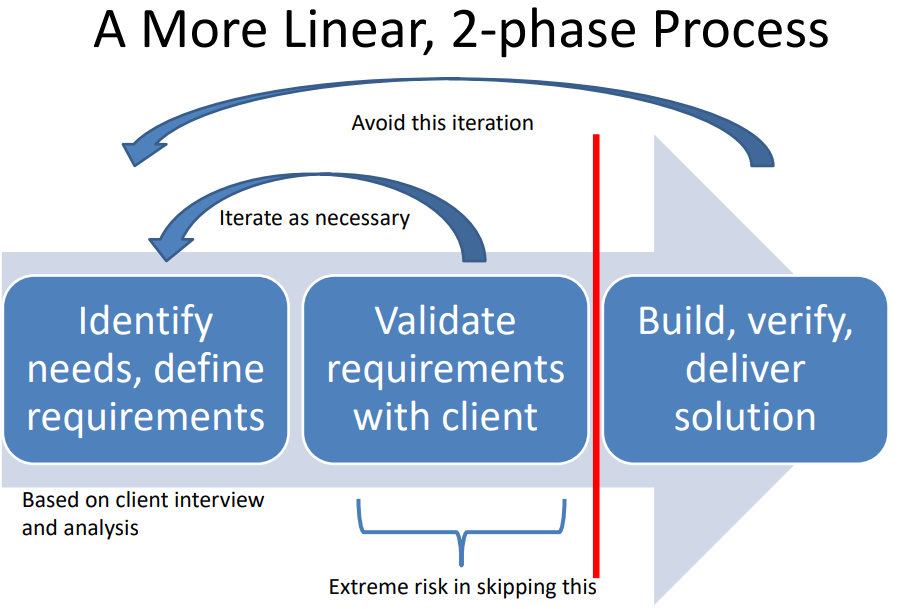 A More Linear, 2-phase Process
Avoid this iteration
Iterate as necessary
Identify
needs, define
requirements
Validate
requirements
with client
Build, verify,
deliver
solution
Based on client interview
and analysis
Extreme risk in skipping this